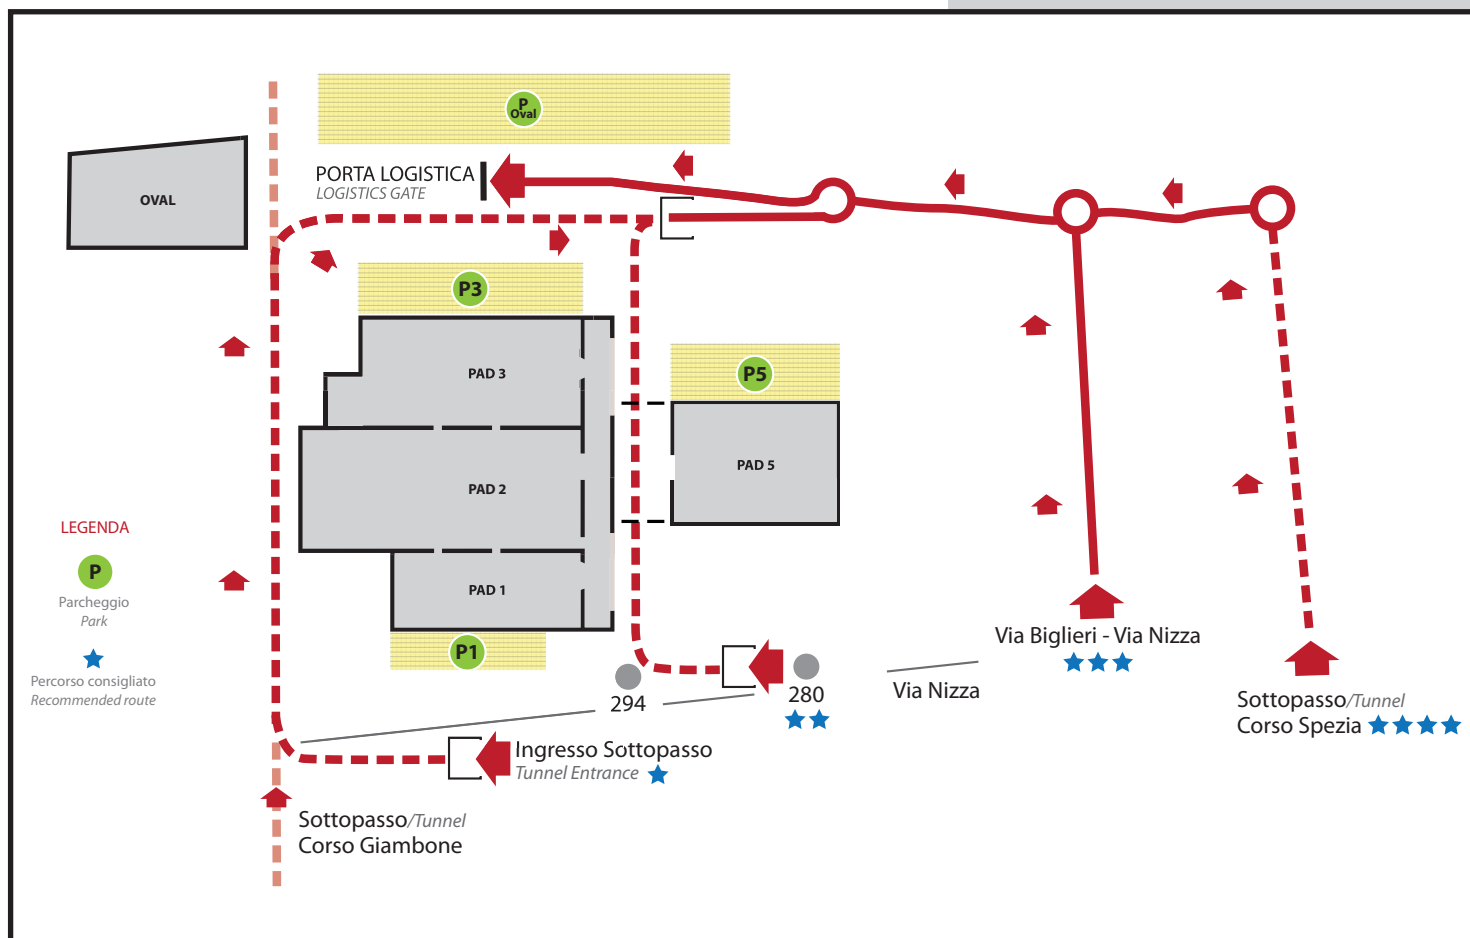 P
Oval
OVAL
PORTA LOGISTICA
LOGISTICS GATE
P3
PAD 3
P5
PAD 5
PAD 2
PAD 1
P1
LEGENDA
P
Parcheggio
Park
Percorso consigliato
Recommended route
294
280
Via Nizza
Via Biglieri - Via Nizza
Sottopasso/Tunnel
Corso Spezia
Ingresso Sottopasso
Tunnel Entrance
Sottopasso/Tunnel
Corso Giambone